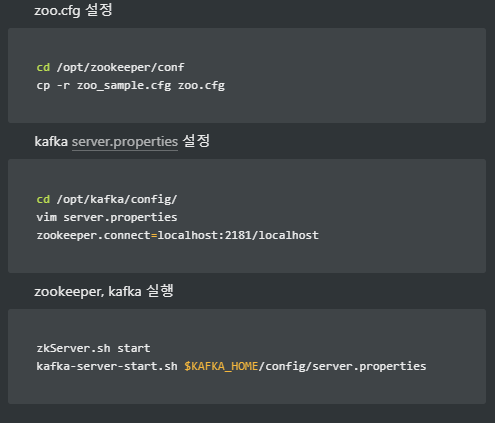 zoo.cfg 설정
cd /opt/zookeeper/conf
cp -r zoo_sample.cfg zoo.cfg
kafka server.properties 설정
cd /opt/kafka/config/
vim server.properties
zookeeper.connect=localhost:2181/localhost
zookeeper, kafka 실행
zkServer.sh start
kafka-server-start.sh $KAFKA_HOME/config/server.properties